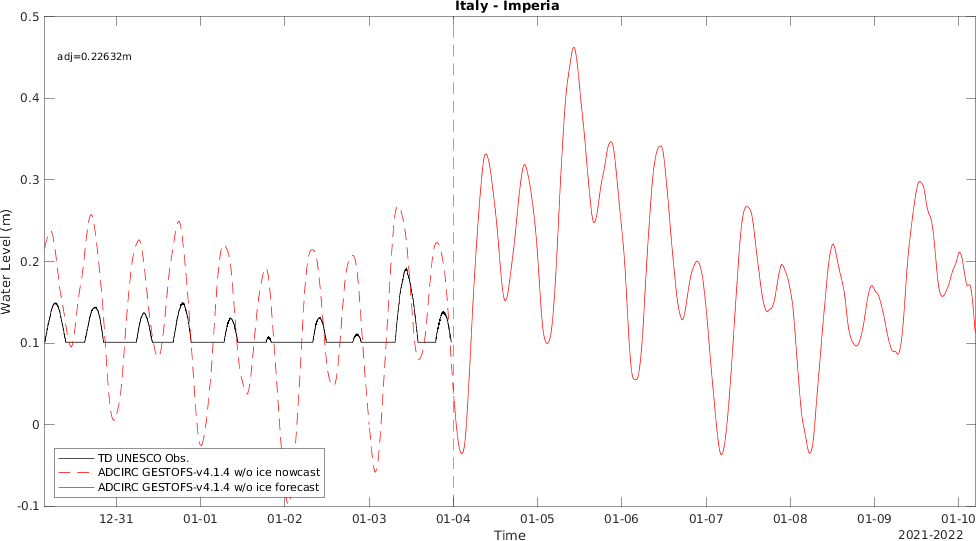 Italy - Imperia
adj=0.22632m
Water Level (m)
0.5
0.4
0.3
0.2
0.1
0
-0.1
TD UNESCO Obs.
ADCIRC GESTOFS-v4.1.4 w/o ice nowcast
ADCIRC GESTOFS-v4.1.4 w/o ice forecast
12-31 01-01 01-02 01-03 01-04 01-05 01-06 01-07 01-08 01-09 01-10
Time
2021-2022